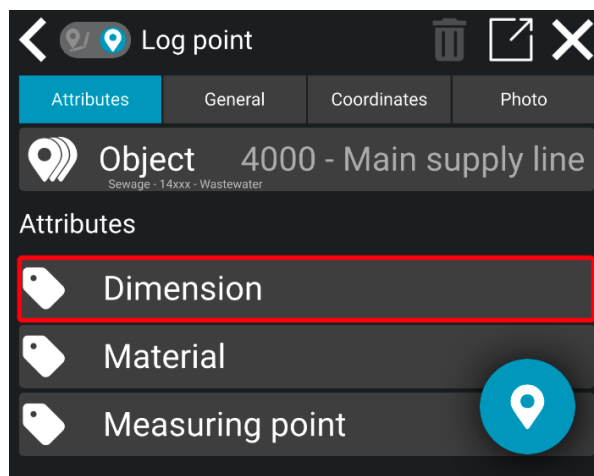 Log point
Attributes General Coordinates Photo
Object 4000 - Main supply line
Sewage - 14xxx - Wastewater
Attributes
Dimension
Material
Measuring point